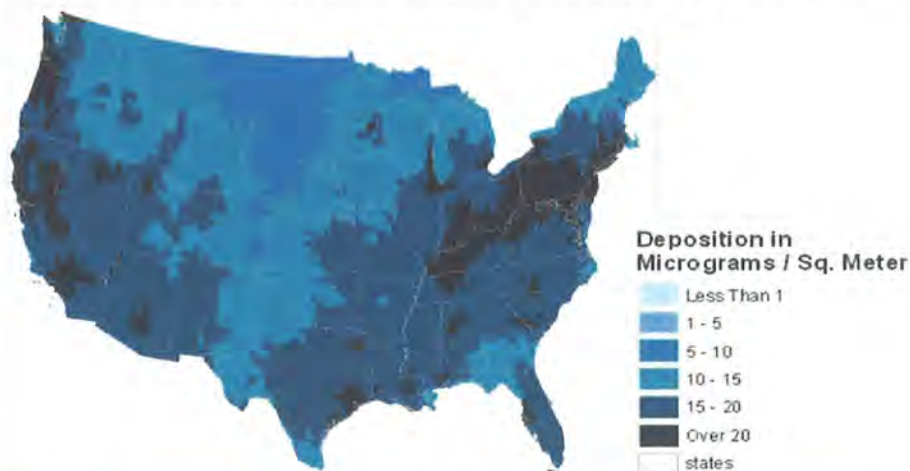 Deposition in
Micrograms / Sq. Meter
Less Than 1
1 - 5
5 - 10
10 - 15
15 - 20
Over 20
states